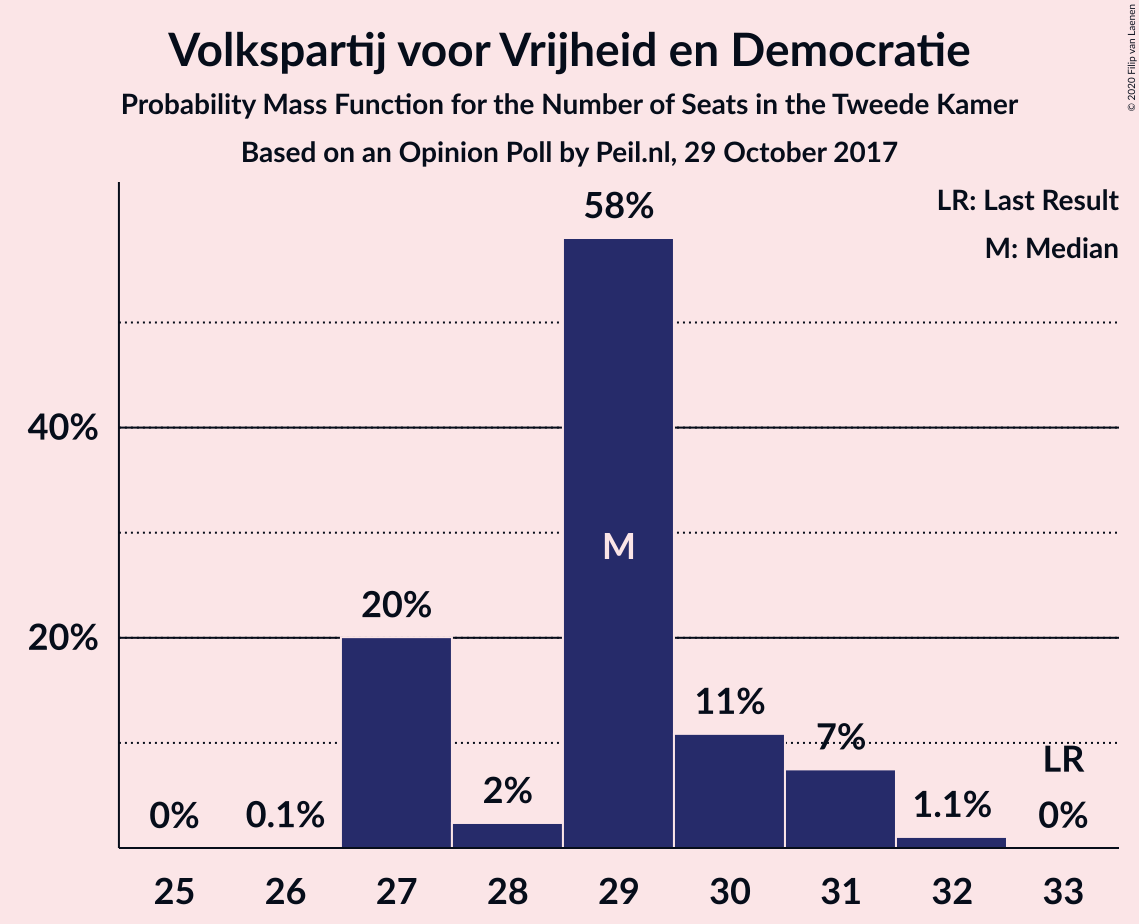 Volkspartij voor Vrijheid en Democratie
Probability Mass Function for the Number of Seats in the Tweede Kamer
Based on an Opinion Poll by Peil.nl, 29 October 2017
© 2020 Filip van Laenen
LR: Last Result
M: Median
40%
20%
0%
0.1%
20%
2%
58%
M
11%
7%
1.1%
LR
0%
25 26 27 28 29 30 31 32 33